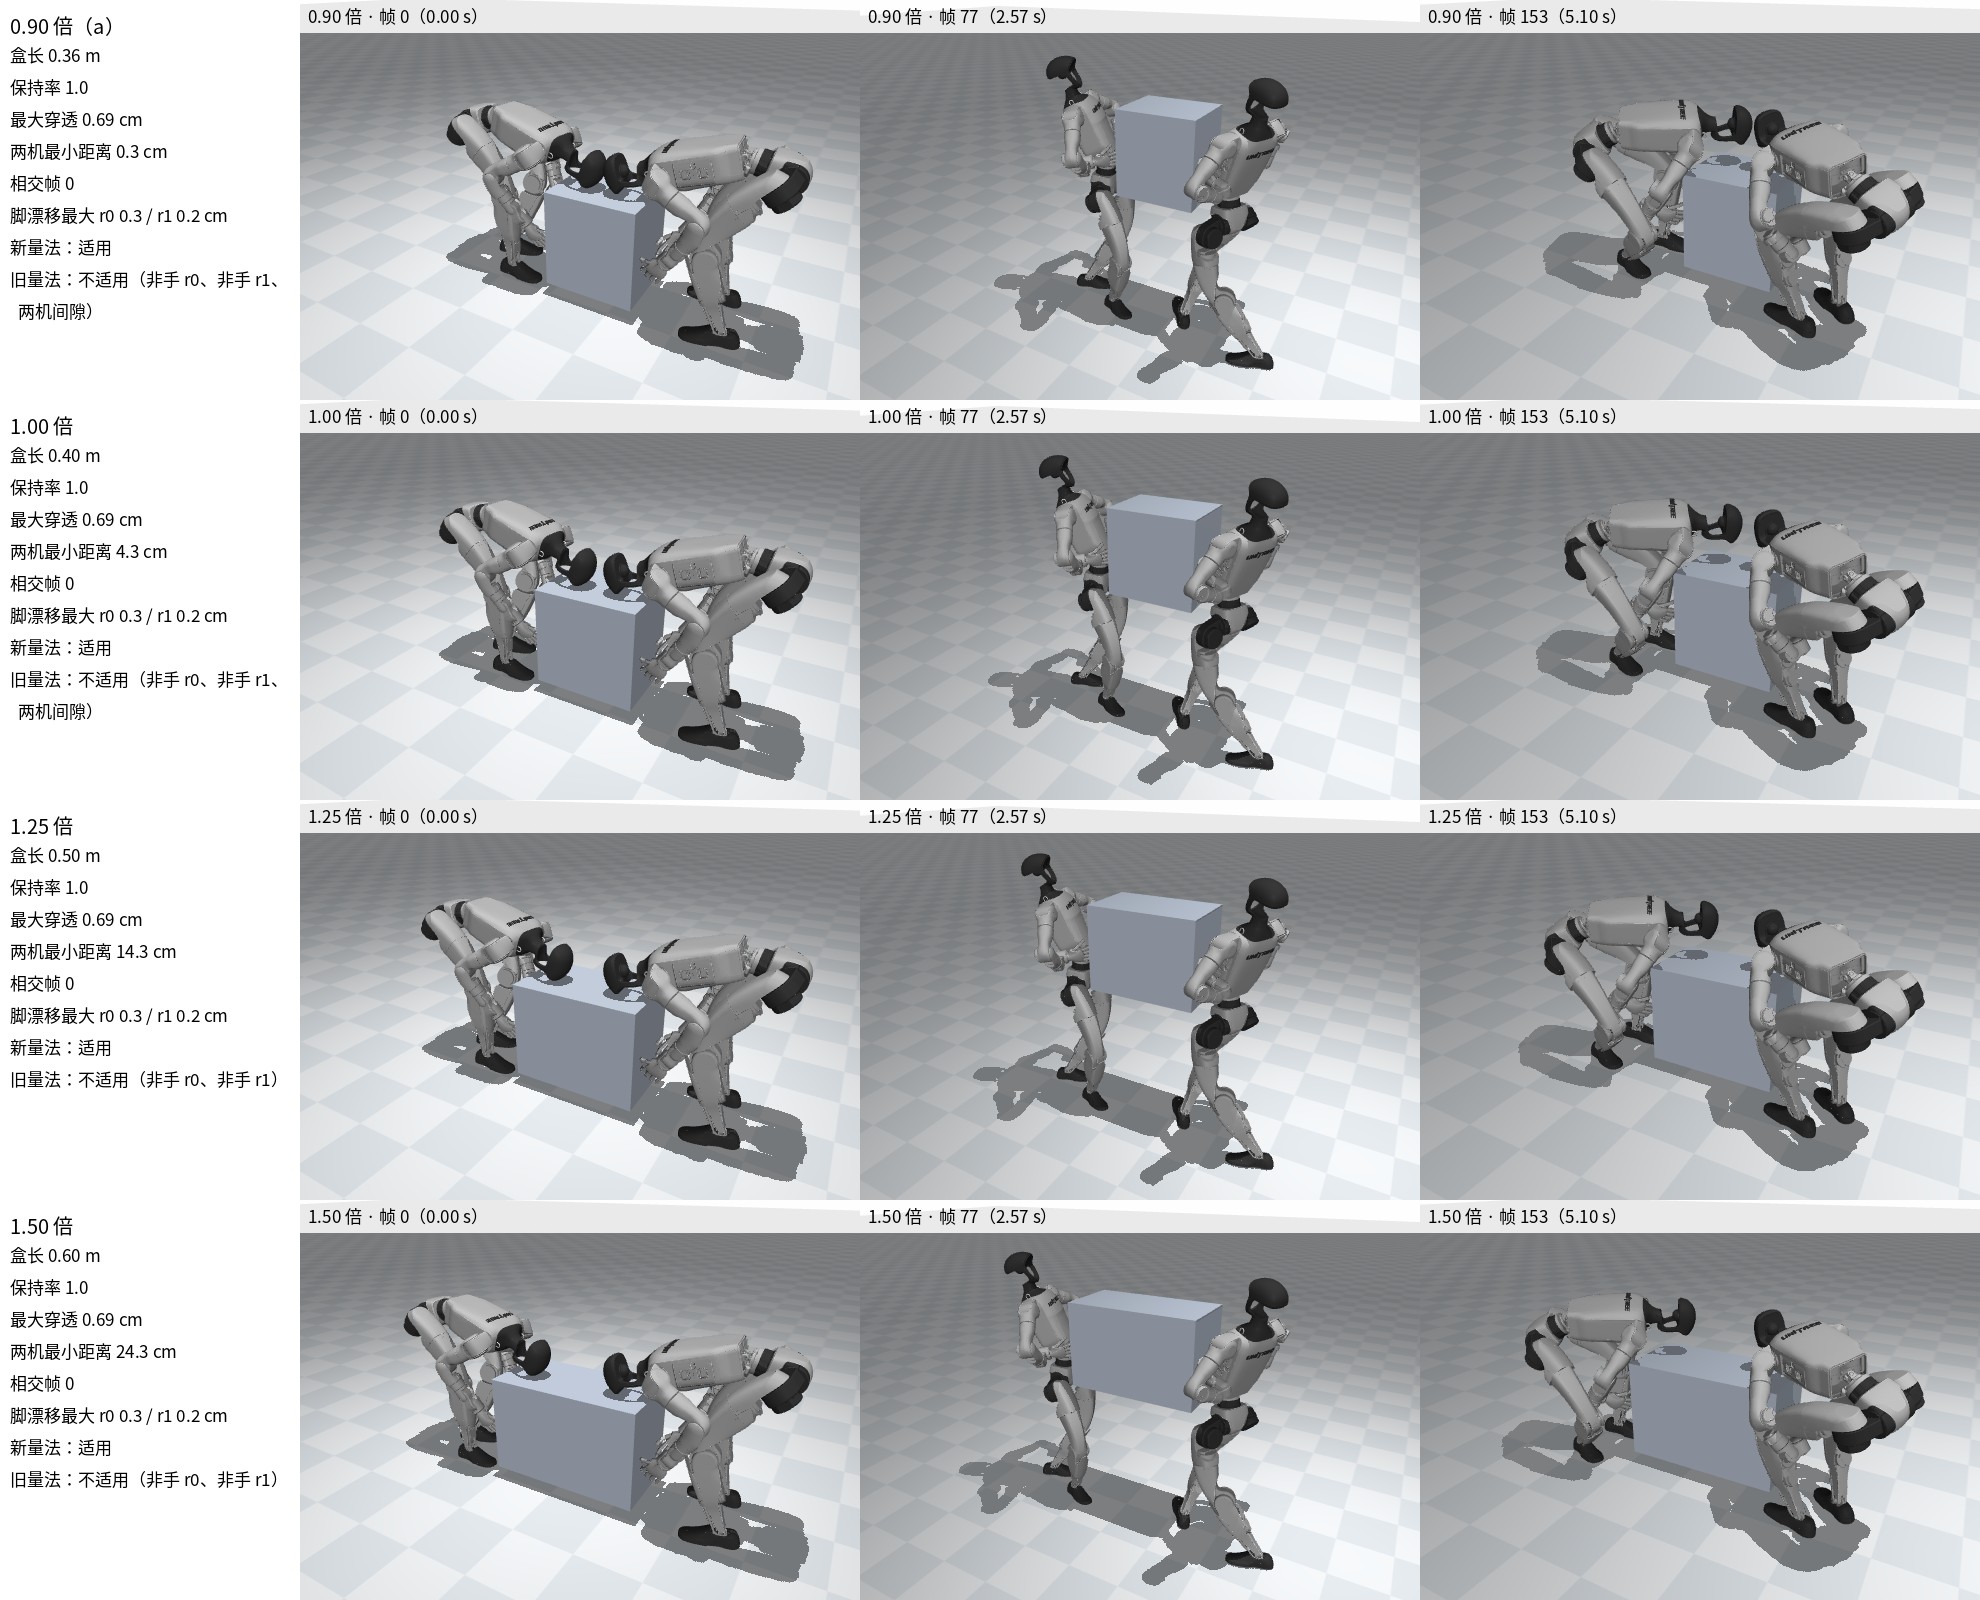 0.90 倍（a）
盒长 0.36 m
保持率 1.0
最大穿透 0.69 cm
两机最小距离 0.3 cm
相交帧 0
脚漂移最大 r0 0.3 / r1 0.2 cm
新量法：适用
旧量法：不适用（非手 r0、非手 r1、
两机间隙）
0.90 倍 · 帧 0（0.00 s）
0.90 倍 · 帧 77（2.57 s）
0.90 倍 · 帧 153（5.10 s）
1.00 倍
盒长 0.40 m
保持率 1.0
最大穿透 0.69 cm
两机最小距离 4.3 cm
相交帧 0
脚漂移最大 r0 0.3 / r1 0.2 cm
新量法：适用
旧量法：不适用（非手 r0、非手 r1、
两机间隙）
1.00 倍 · 帧 0（0.00 s）
1.00 倍 · 帧 77（2.57 s）
1.00 倍 · 帧 153（5.10 s）
1.25 倍
盒长 0.50 m
保持率 1.0
最大穿透 0.69 cm
两机最小距离 14.3 cm
相交帧 0
脚漂移最大 r0 0.3 / r1 0.2 cm
新量法：适用
旧量法：不适用（非手 r0、非手 r1）
1.25 倍 · 帧 0（0.00 s）
1.25 倍 · 帧 77（2.57 s）
1.25 倍 · 帧 153（5.10 s）
1.50 倍
盒长 0.60 m
保持率 1.0
最大穿透 0.69 cm
两机最小距离 24.3 cm
相交帧 0
脚漂移最大 r0 0.3 / r1 0.2 cm
新量法：适用
旧量法：不适用（非手 r0、非手 r1）
1.50 倍 · 帧 0（0.00 s）
1.50 倍 · 帧 77（2.57 s）
1.50 倍 · 帧 153（5.10 s）